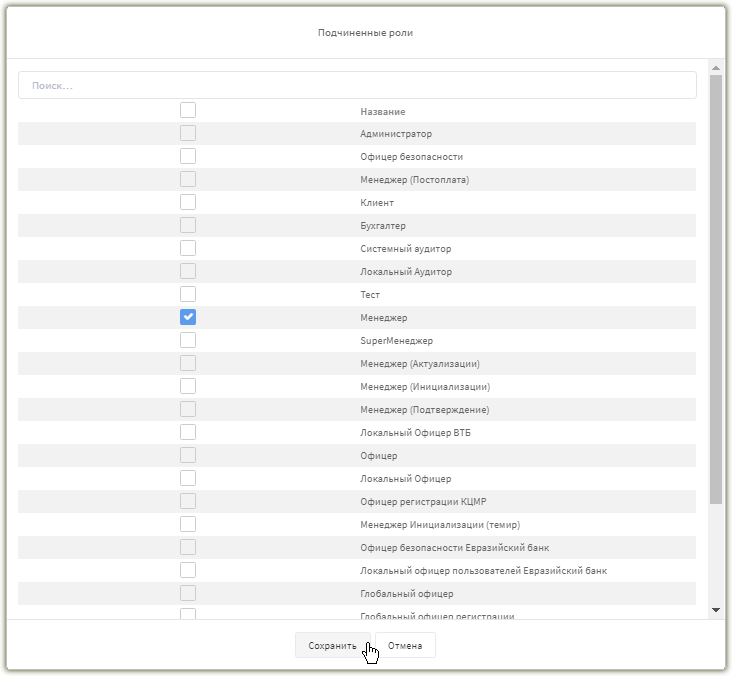 Подчиненные роли
Поиск...
Название
Администратор
Офицер безопасности
Менеджер (Постоплата)
Клиент
Бухгалтер
Системный аудитор
Локальный Аудитор
Тест
Менеджер
SuperМенеджер
Менеджер (Актуализации)
Менеджер (Инициализации)
Менеджер (Подтверждение)
Локальный Офицер ВТБ
Офицер
Локальный Офицер
Офицер регистрации КЦМР
Менеджер Инициализации (темир)
Офицер безопасности Евразийский банк
Локальный офицер пользователей Евразийский банк
Глобальный офицер
Глобальный офицер регистрации
Сохранить Отмена